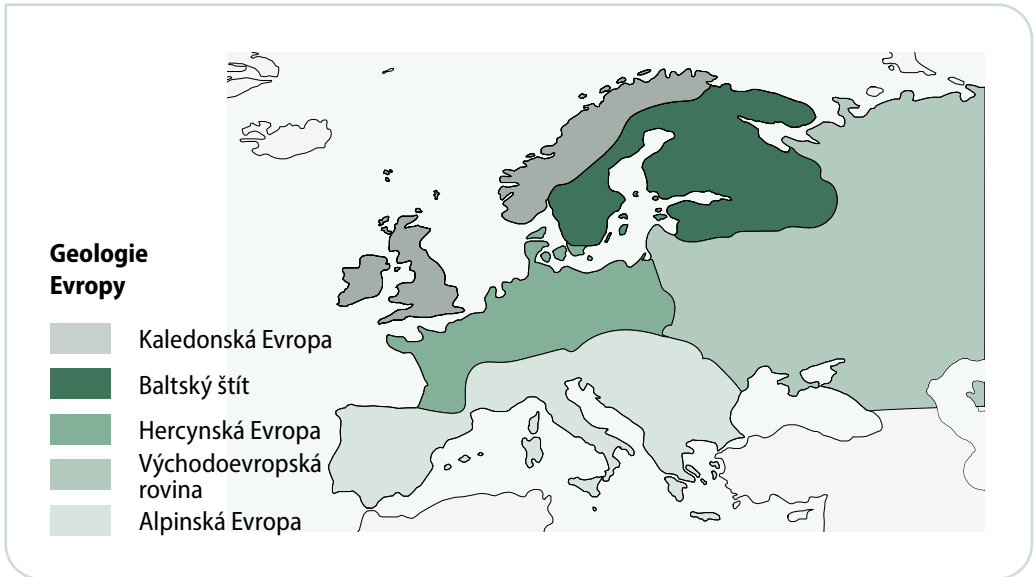 Geologie
Evropy
Kaledonská Evropa
Baltský štít
Hercynská Evropa
Východoevropská
rovina
Alpinská Evropa